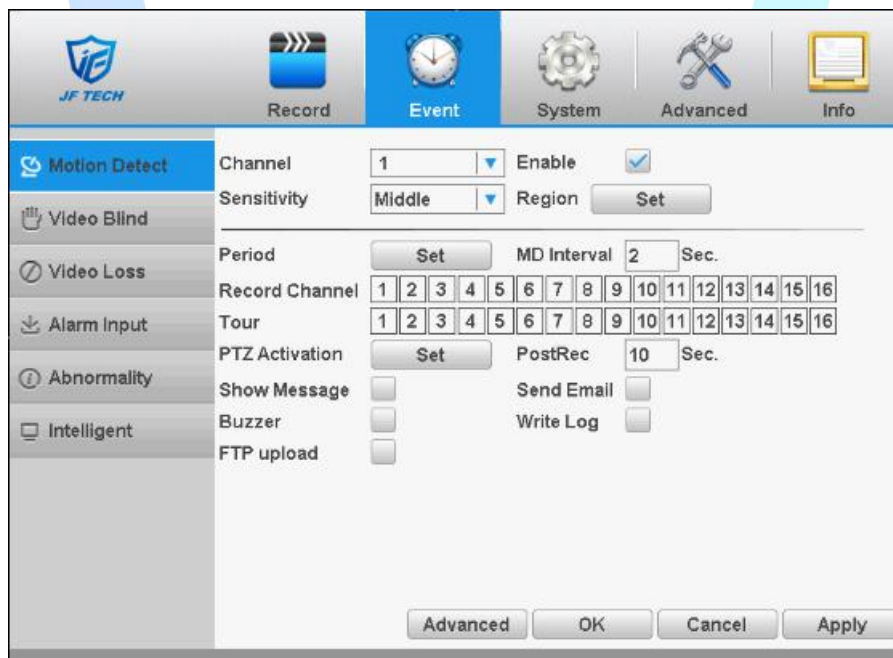 JF TECH
Record Event System Advanced Info
Motion Detect
Video Blind
Video Loss
Alarm Input
Abnormality
Intelligent
Channel 1 Enable
Sensitivity Middle Region Set
Period Set MD Interval 2 Sec.
Record Channel 1 2 3 4 5 6 7 8 9 10 11 12 13 14 15 16
Tour 1 2 3 4 5 6 7 8 9 10 11 12 13 14 15 16
PTZ Activation Set PostRec 10 Sec.
Show Message Send Email
Buzzer Write Log
FTP upload
Advanced OK Cancel Apply